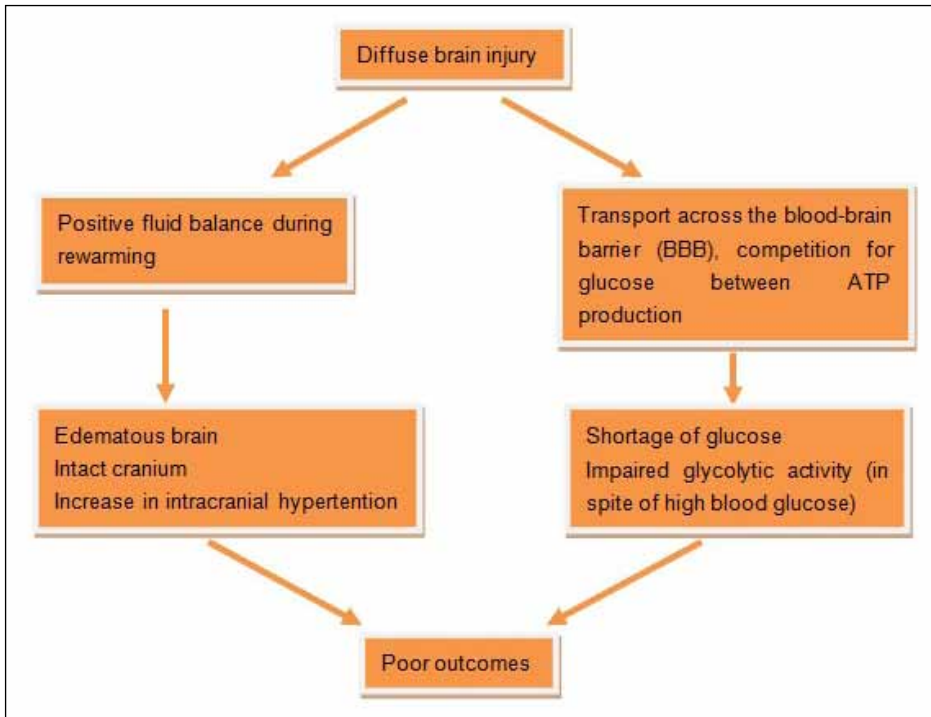 Diffuse brain injury
Positive fluid balance during
rewarming
Transport across the blood-brain
barrier (BBB), competition for
glucose between ATP
production
Edematous brain
Intact cranium
Increase in intracranial hypertention
Shortage of glucose
Impaired glycolytic activity (in
spite of high blood glucose)
Poor outcomes